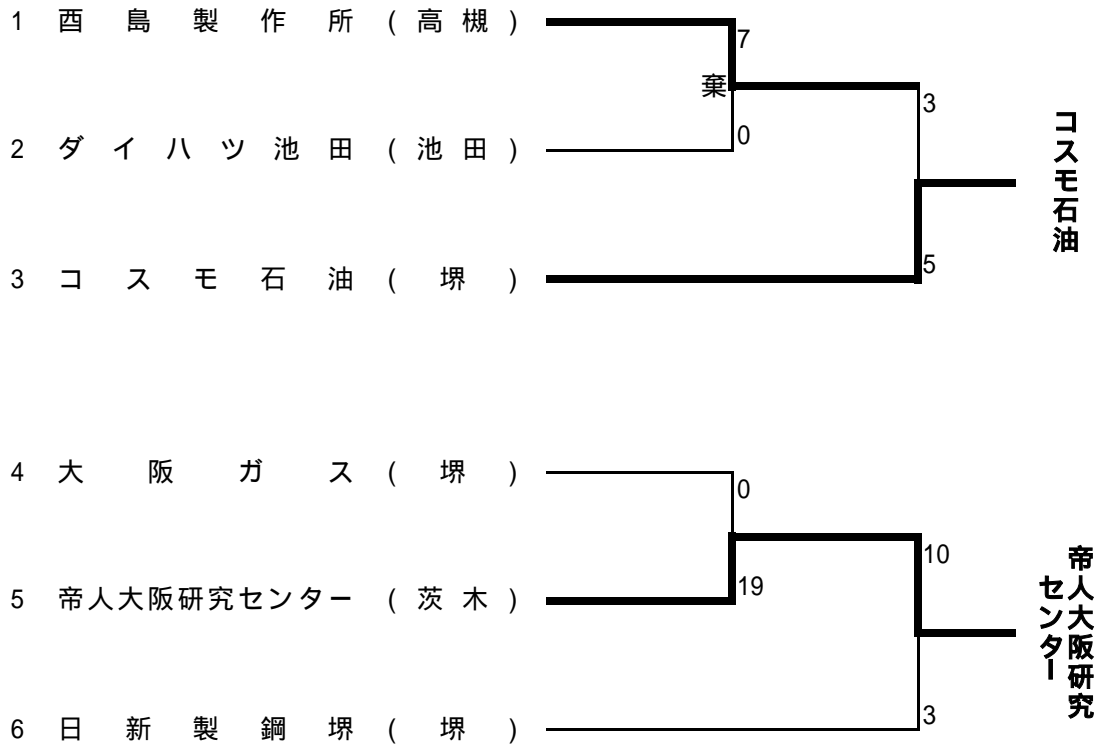 1 酉島製作所(高槻)
7
棄
3
2 ダイハツ池田(池田)
0
コスモ石油
3 コスモ石油(堺)
5
4 大阪ガス(堺)
0
10
5 帝人大阪研究センター(茨木)
19
帝人大阪研究
センター
6 日新製鋼堺(堺)
3